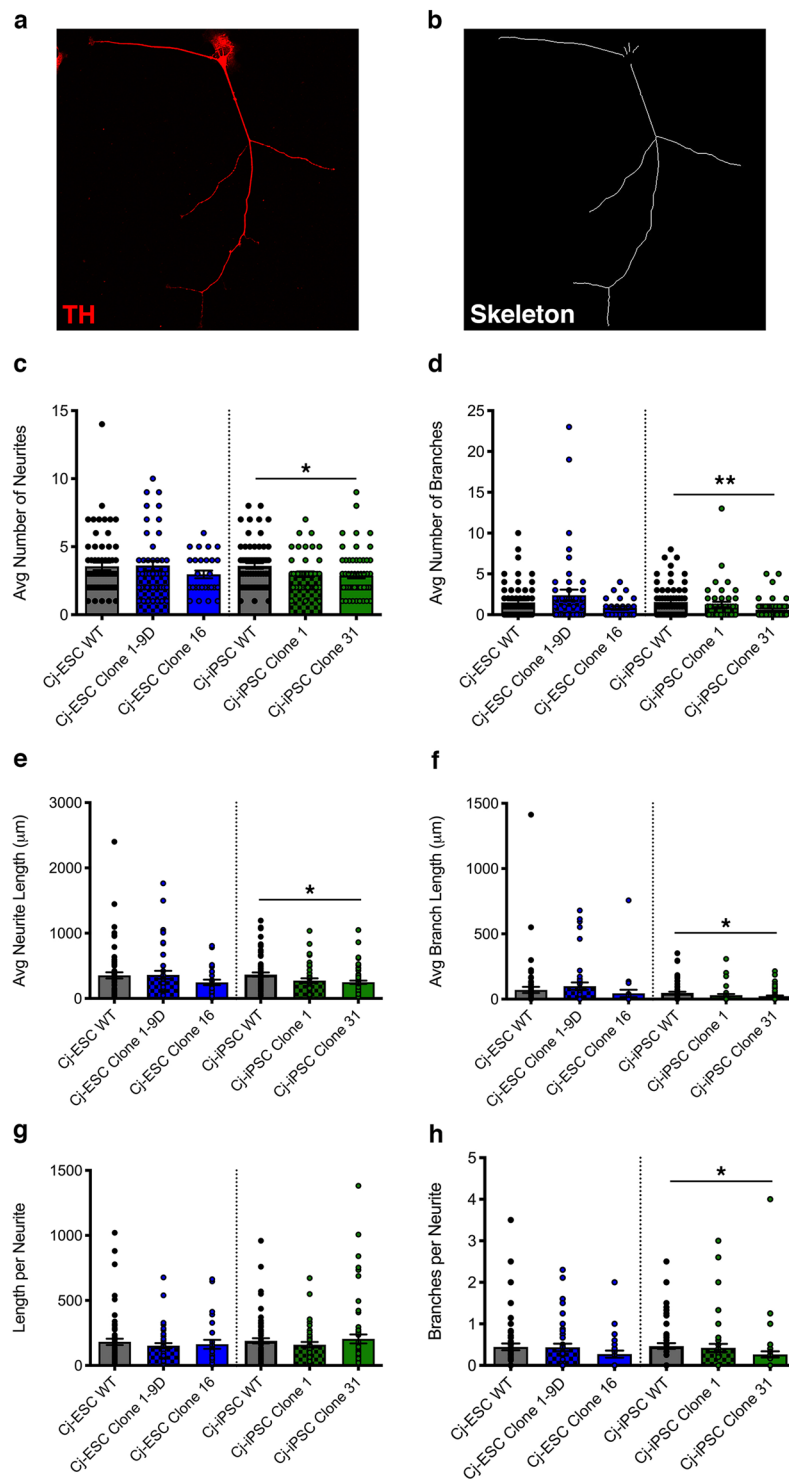 a
b
TH
Skeleton
c
d
Avg Number of Neurites
15
10
5
0
*
Cj-ESC WT
Cj-ESC Clone 1-9D
Cj-ESC Clone 16
Cj-iPSC WT
Cj-iPSC Clone 1
Cj-iPSC Clone 31
Avg Number of Branches
25
20
15
10
5
0
**
Cj-ESC WT
Cj-ESC Clone 1-9D
Cj-ESC Clone 16
Cj-iPSC WT
Cj-iPSC Clone 1
Cj-iPSC Clone 31
e
f
Avg Neurite Length (μm)
3000
2000
1000
0
*
Cj-ESC WT
Cj-ESC Clone 1-9D
Cj-ESC Clone 16
Cj-iPSC WT
Cj-iPSC Clone 1
Cj-iPSC Clone 31
Avg Branch Length (μm)
1500
1000
500
0
*
Cj-ESC WT
Cj-ESC Clone 1-9D
Cj-ESC Clone 16
Cj-iPSC WT
Cj-iPSC Clone 1
Cj-iPSC Clone 31
g
h
Length per Neurite
1500
1000
500
0
Cj-ESC WT
Cj-ESC Clone 1-9D
Cj-ESC Clone 16
Cj-iPSC WT
Cj-iPSC Clone 1
Cj-iPSC Clone 31
Branches per Neurite
5
4
3
2
1
0
*
Cj-ESC WT
Cj-ESC Clone 1-9D
Cj-ESC Clone 16
Cj-iPSC WT
Cj-iPSC Clone 1
Cj-iPSC Clone 31